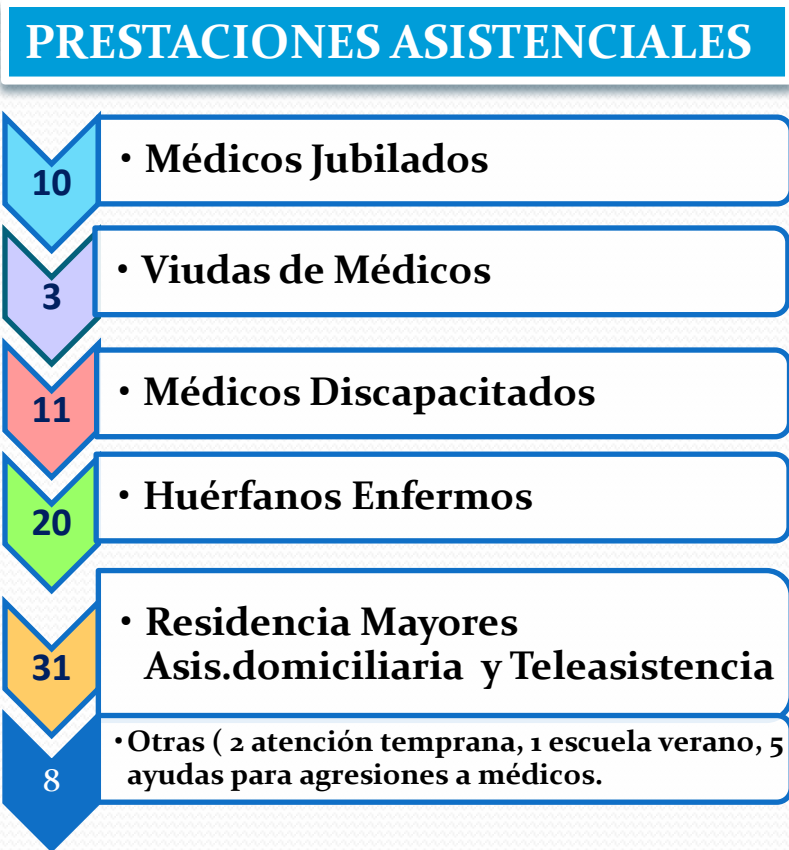 PRESTACIONES ASISTENCIALES
10
• Médicos Jubilados
3
• Viudas de Médicos
11
• Médicos Discapacitados
20
• Huérfanos Enfermos
31
• Residencia Mayores
Asis.domiciliaria y Teleasistencia
8
• Otras ( 2 atención temprana, 1 escuela verano, 5
ayudas para agresiones a médicos.